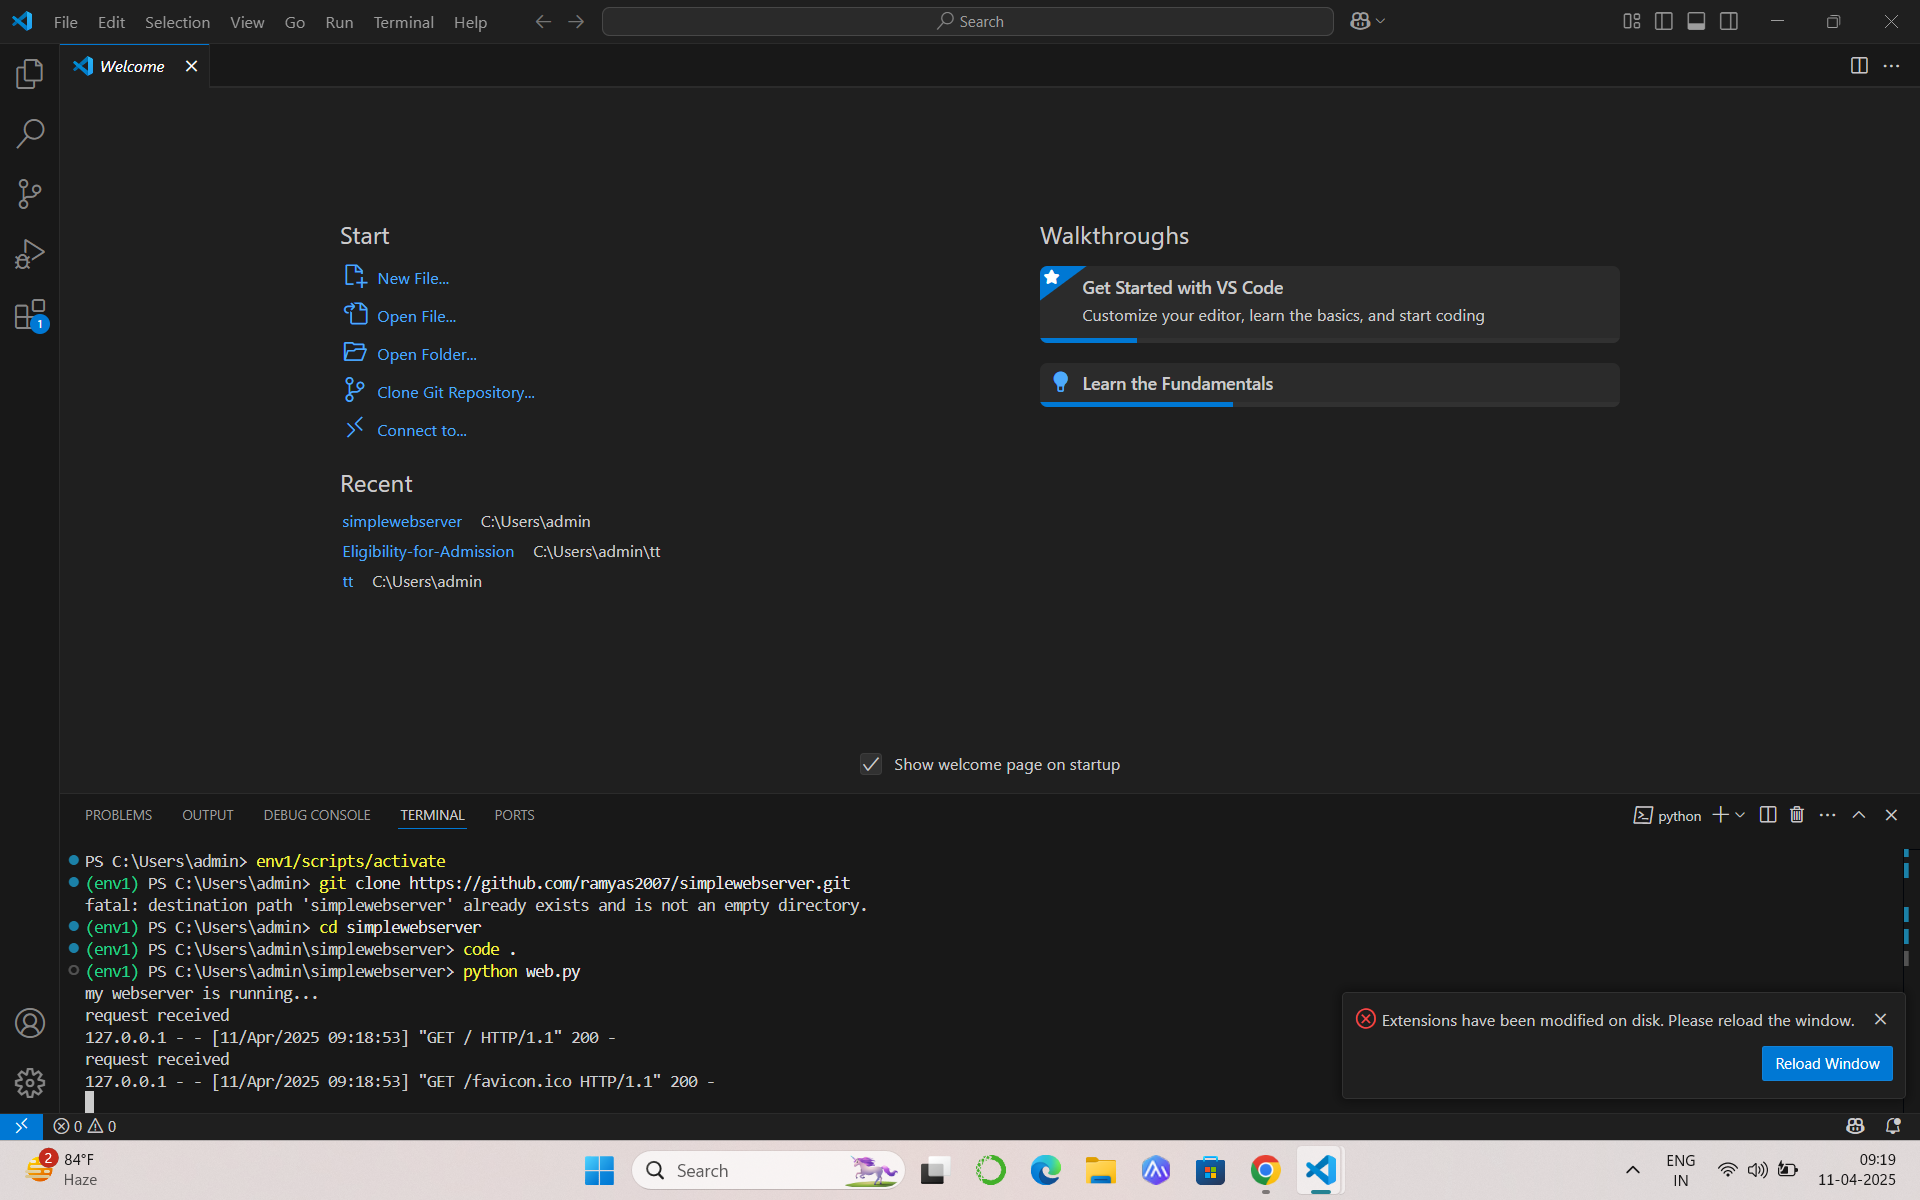 File Edit Selection View Go Run Terminal Help Search
Welcome
Start
New File...
Open File...
Open Folder...
Clone Git Repository...
Connect to...
Recent
simplewebserver C:\Users\admin
Eligibility-for-Admission C:\Users\admin\tt
tt C:\Users\admin
Walkthroughs
Get Started with VS Code
Customize your editor, learn the basics, and start coding
Learn the Fundamentals
1
Show welcome page on startup
PROBLEMS OUTPUT DEBUG CONSOLE TERMINAL PORTS python
PS C:\Users\admin> env1/scripts/activate
(env1) PS C:\Users\admin> git clone https://github.com/ramyas2007/simplewebserver.git
fatal: destination path 'simplewebserver' already exists and is not an empty directory.
(env1) PS C:\Users\admin> cd simplewebserver
(env1) PS C:\Users\admin\simplewebserver> code .
(env1) PS C:\Users\admin\simplewebserver> python web.py
my webserver is running...
request received
127.0.0.1 - - [11/Apr/2025 09:18:53] "GET / HTTP/1.1" 200 -
request received
127.0.0.1 - - [11/Apr/2025 09:18:53] "GET /favicon.ico HTTP/1.1" 200 -
Extensions have been modified on disk. Please reload the window.
Reload Window
0 0
2 84°F
Haze
Search
ENG
IN
09:19
11-04-2025